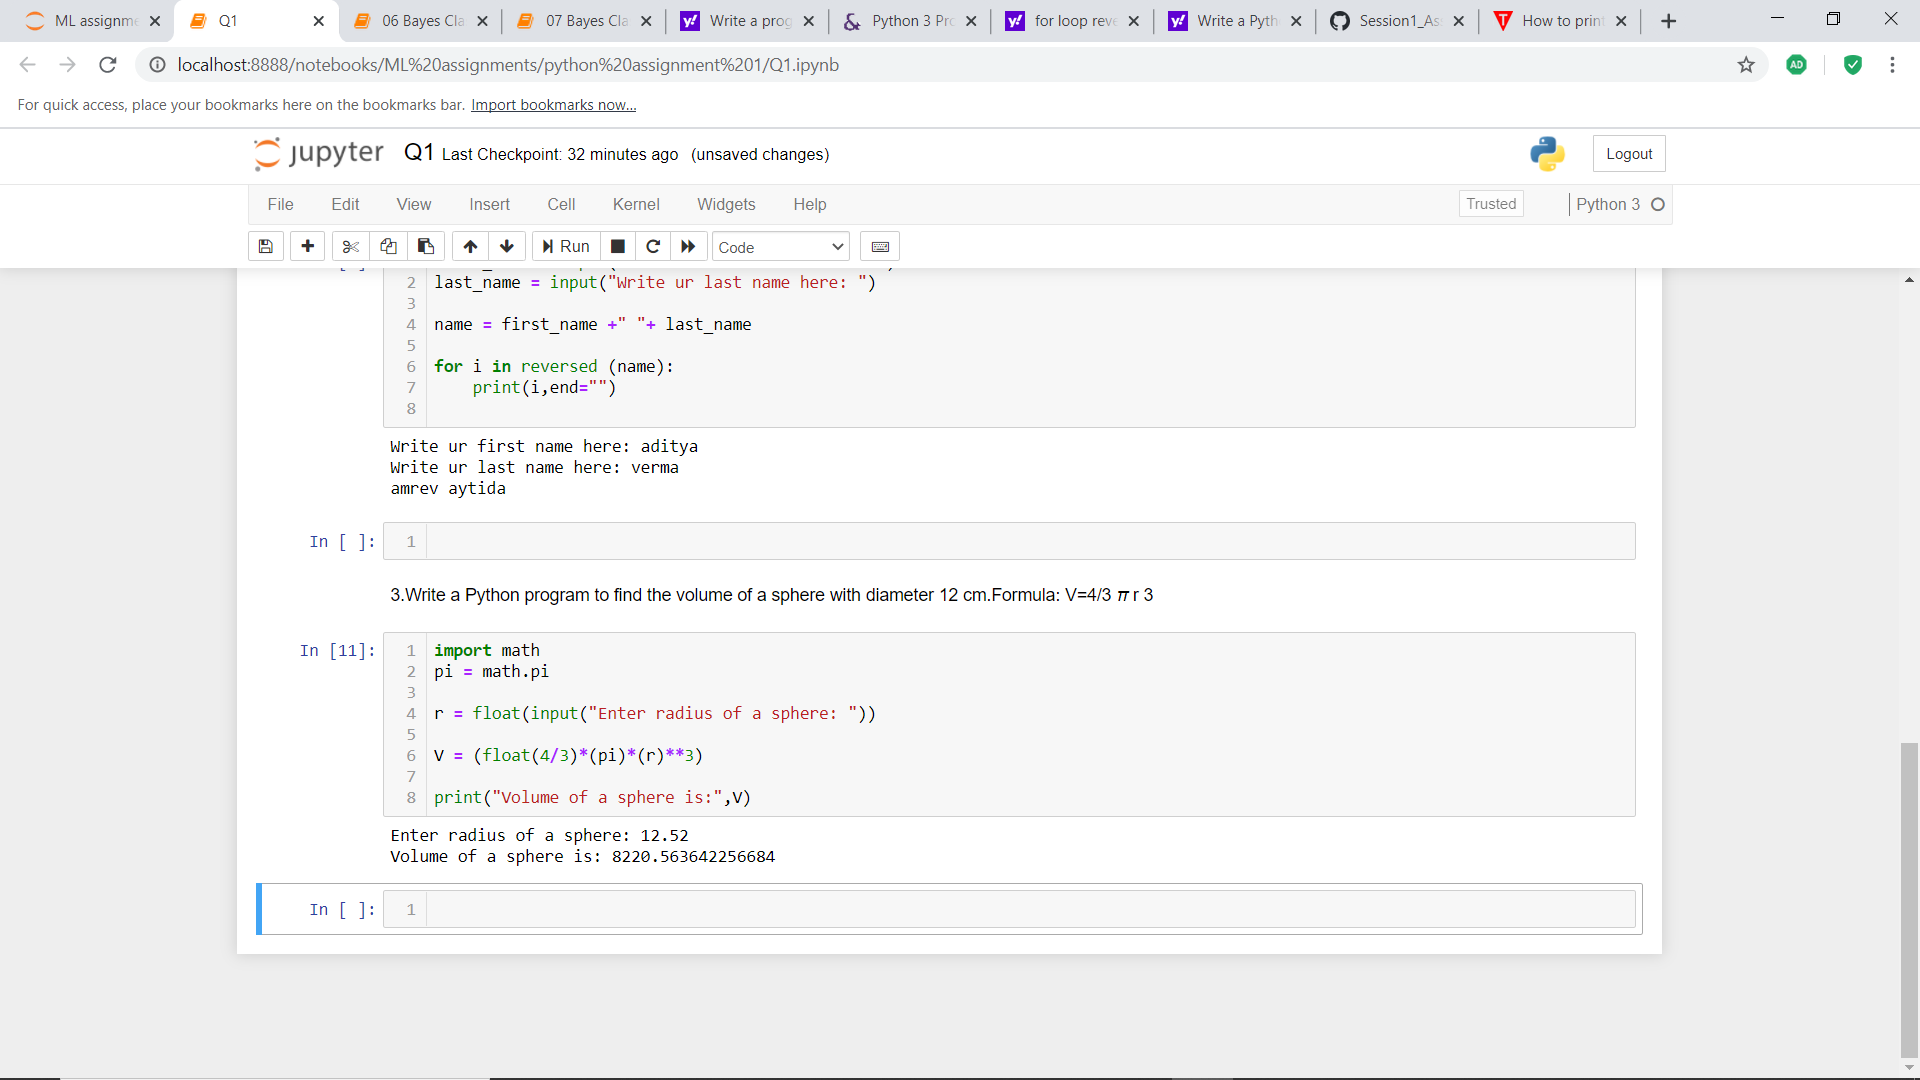 ML assignme
Q1
06 Bayes Cla
07 Bayes Cla
Write a prog
Python 3 Pro
for loop reve
Write a Pyth
Session1_As
How to print
localhost:8888/notebooks/ML%20assignments/python%20assignment%201/Q1.ipynb
AD
For quick access, place your bookmarks here on the bookmarks bar. Import bookmarks now...
jupyter Q1 Last Checkpoint: 32 minutes ago (unsaved changes)
Logout
File Edit View Insert Cell Kernel Widgets Help
Trusted
Python 3
Run
Code
2 last_name = input("Write ur last name here: ")
3
4 name = first_name +" "+ last_name
5
6 for i in reversed (name):
7     print(i,end="")
8
Write ur first name here: aditya
Write ur last name here: verma
amrev aytida
In [ ]: 1
3.Write a Python program to find the volume of a sphere with diameter 12 cm.Formula: V=4/3 π r 3
In [11]: 1 import math
2 pi = math.pi
3
4 r = float(input("Enter radius of a sphere: "))
5
6 V = (float(4/3)*(pi)*(r)**3)
7
8 print("Volume of a sphere is:",V)
Enter radius of a sphere: 12.52
Volume of a sphere is: 8220.563642256684
In [ ]: 1